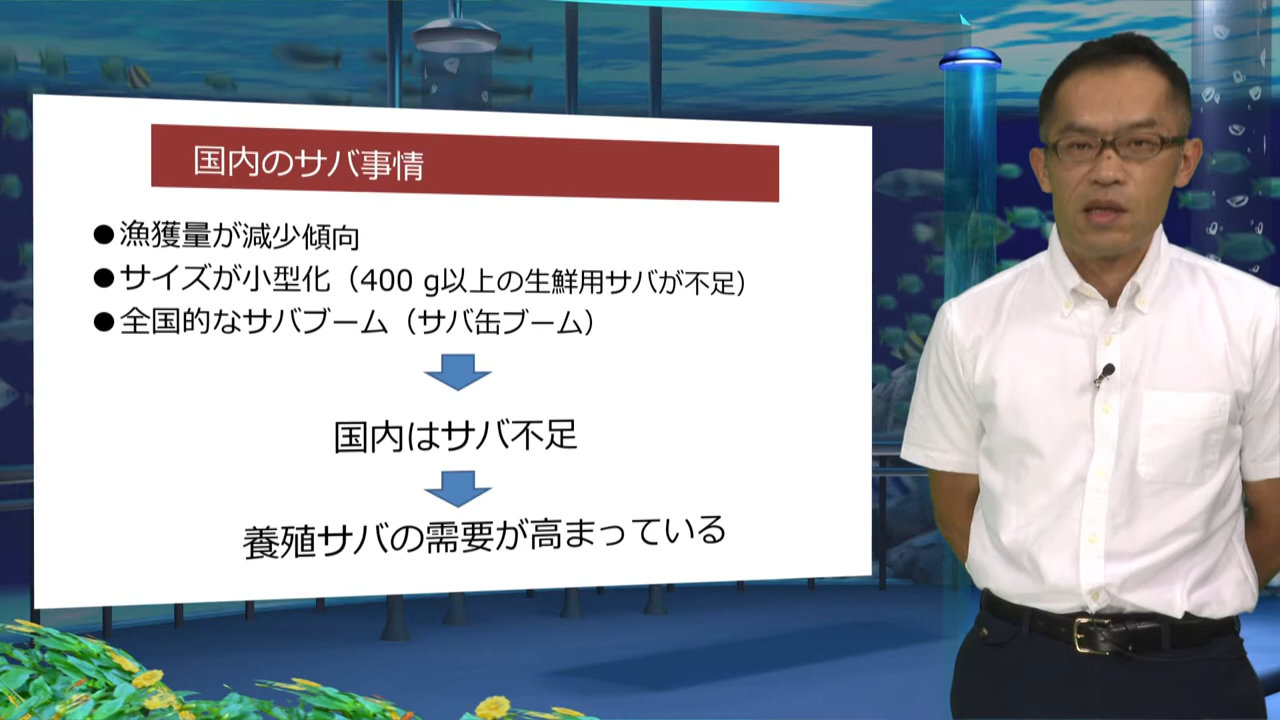 国内のサバ事情
●漁獲量が減少傾向
●サイズが小型化（400 g以上の生鮮用サバが不足）
●全国的なサバブーム（サバ缶ブーム）
国内はサバ不足
養殖サバの需要が高まっている